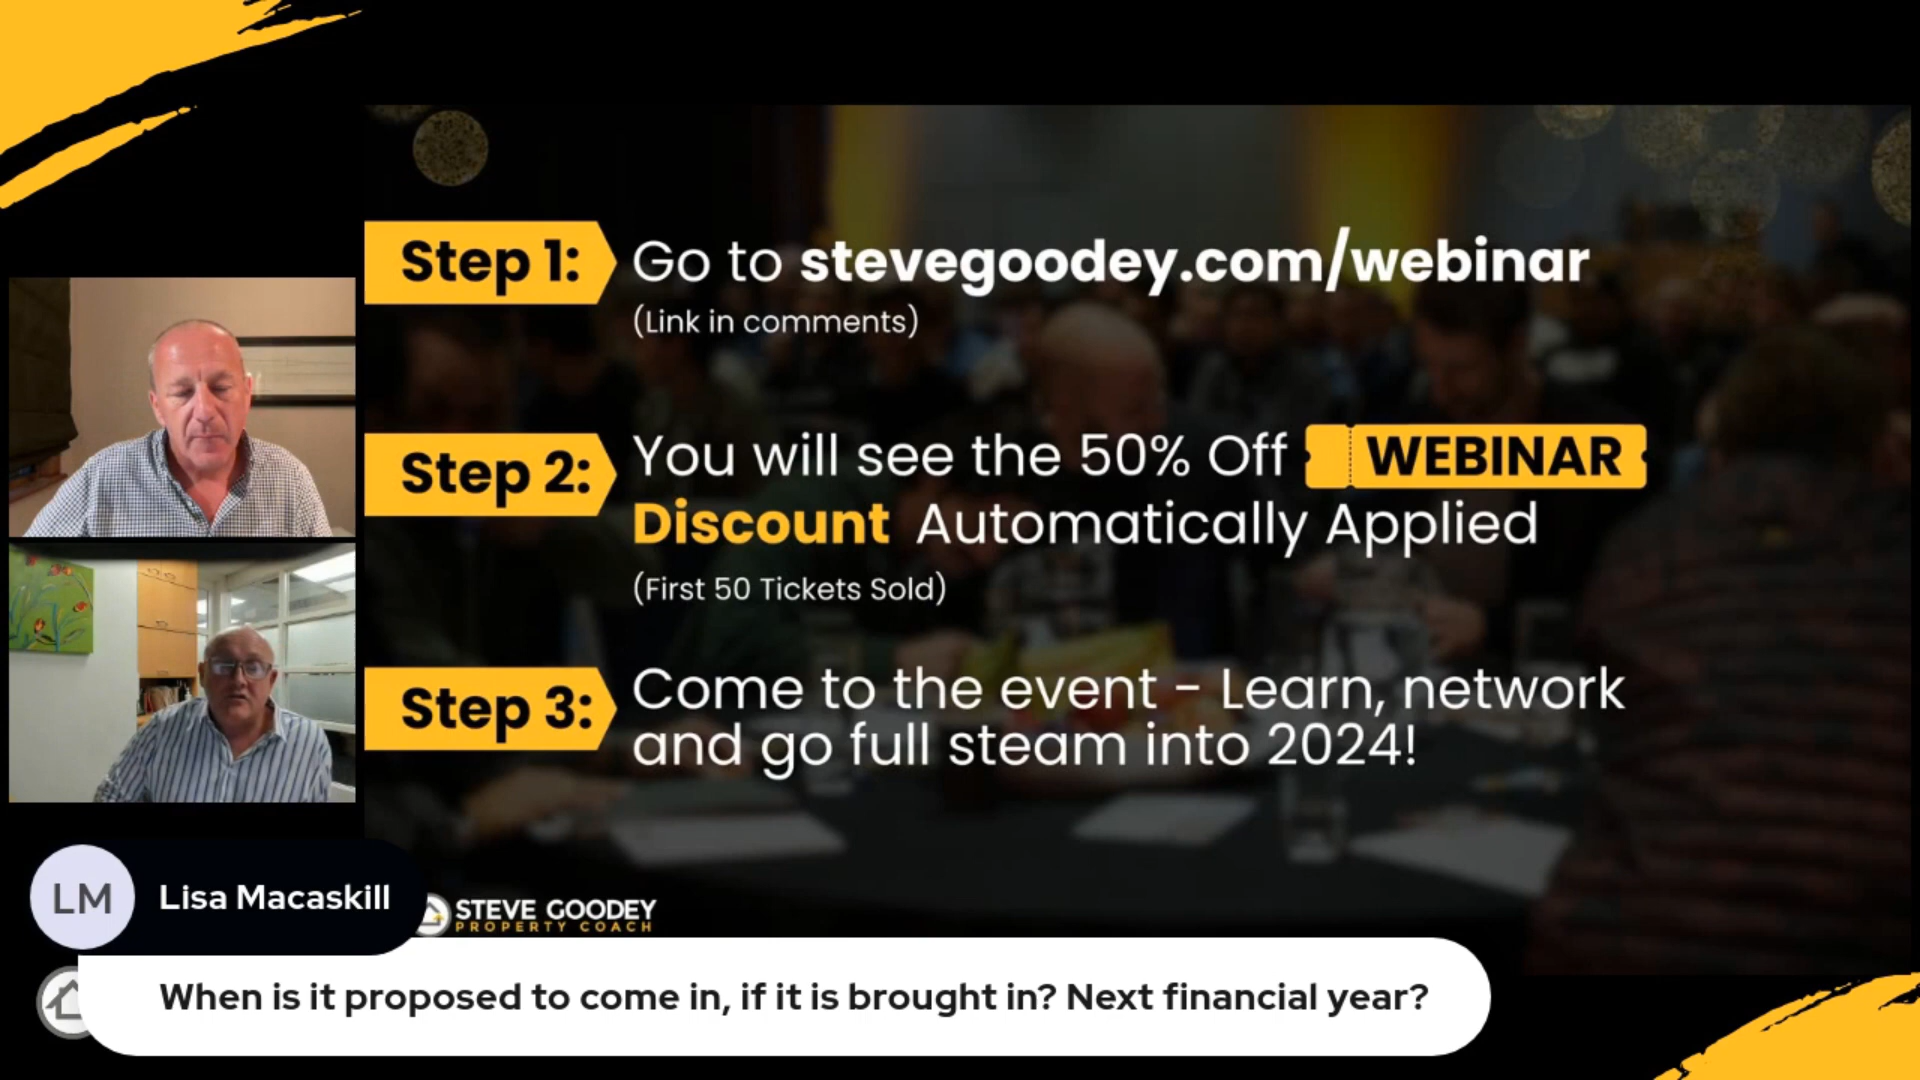 Step 1:
Go to stevegoodey.com/webinar
(Link in comments)
Step 2:
You will see the 50% Off WEBINAR
Discount Automatically Applied
(First 50 Tickets Sold)
Step 3:
Come to the event - Learn, network
and go full steam into 2024!
STEVE GOODEY
PROPERTY COACH
LM
Lisa Macaskill
When is it proposed to come in, if it is brought in? Next financial year?